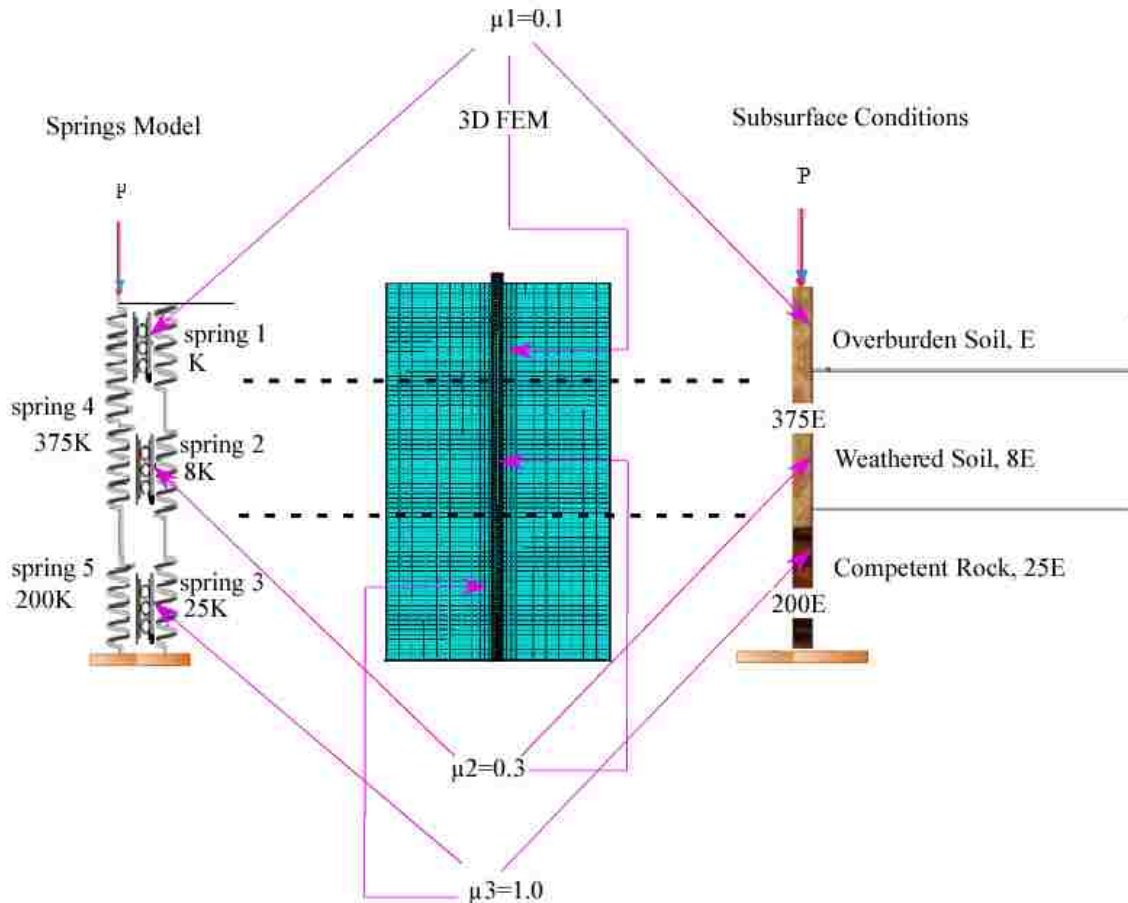 μ1=0.1
3D FEM
Springs Model
Subsurface Conditions
P
P
spring 1
K
Overburden Soil, E
spring 4
375K
375E
spring 2
8K
Weathered Soil, 8E
spring 5
200K
spring 3
25K
Competent Rock, 25E
200E
μ2=0.3
μ3=1.0